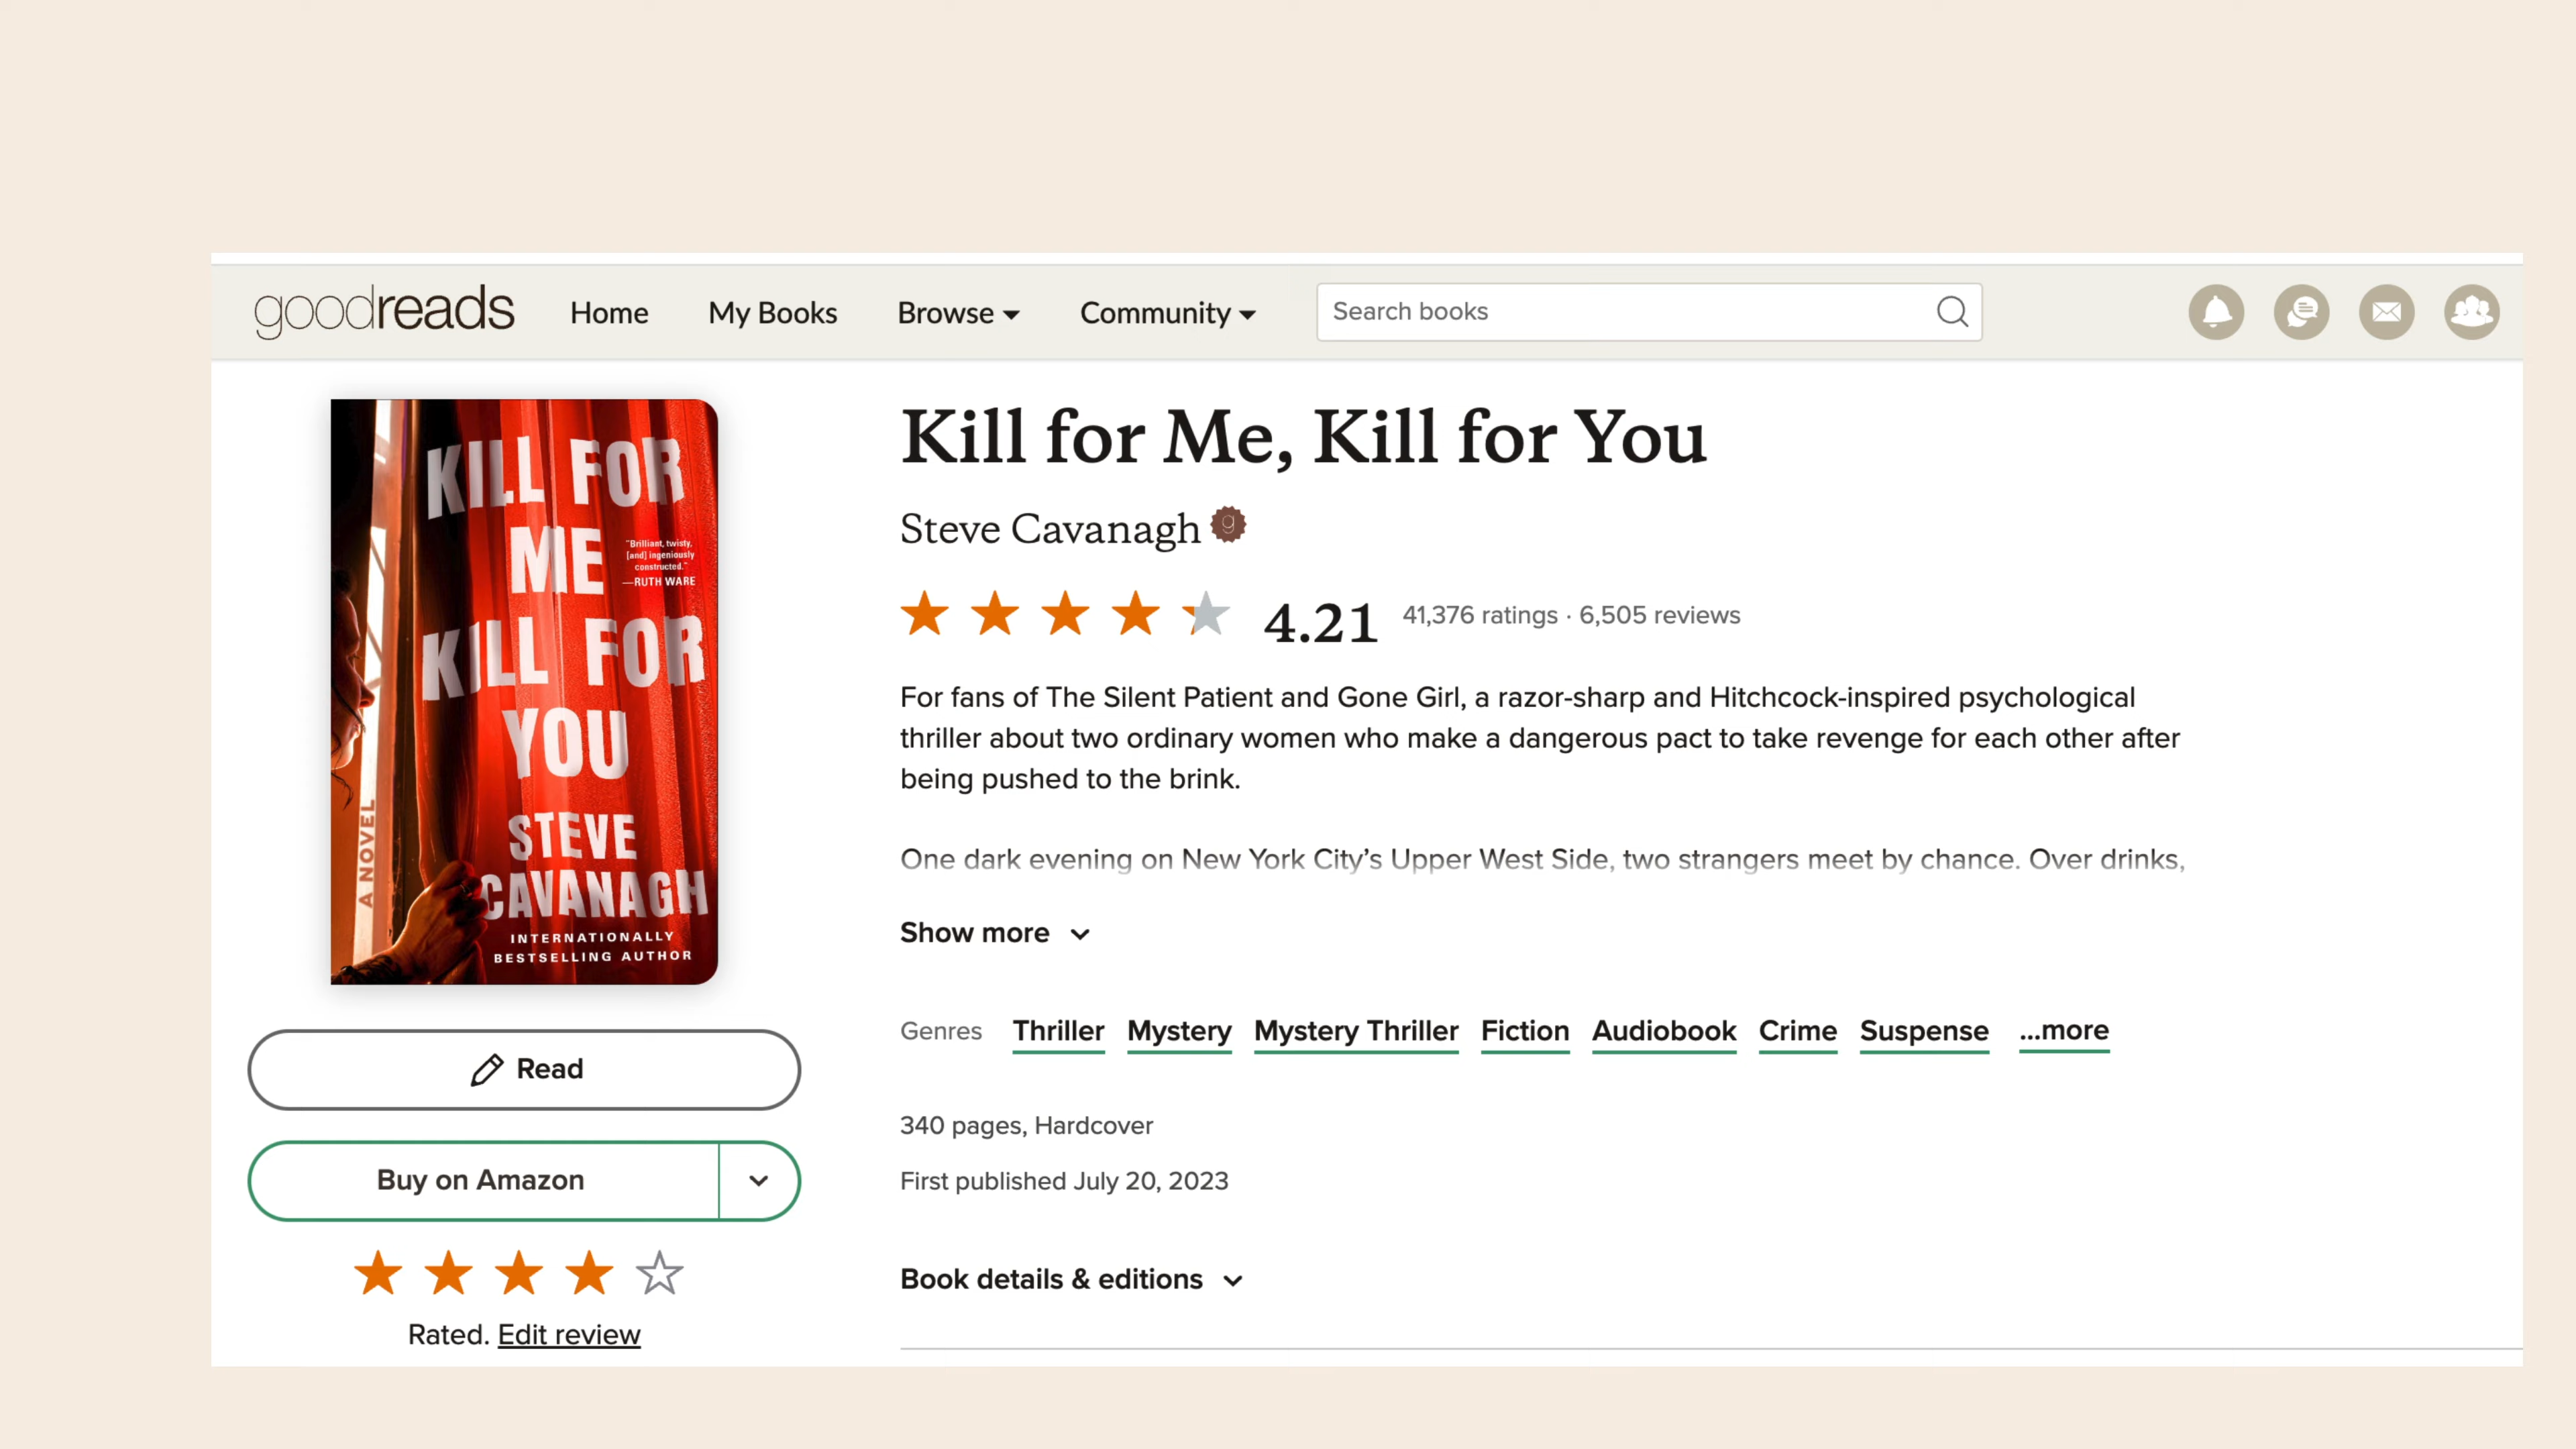 goodreads Home My Books Browse Community Search books
KILL FOR
ME
"Brilliant, twisty,
[and] ingeniously
constructed."
—RUTH WARE
KILL FOR
YOU
A NOVEL
STEVE
CAVANAGH
INTERNATIONALLY
BESTSELLING AUTHOR
Read
Buy on Amazon
Rated. Edit review
Kill for Me, Kill for You
Steve Cavanagh g
4.21 41,376 ratings · 6,505 reviews
For fans of The Silent Patient and Gone Girl, a razor-sharp and Hitchcock-inspired psychological
thriller about two ordinary women who make a dangerous pact to take revenge for each other after
being pushed to the brink.
One dark evening on New York City’s Upper West Side, two strangers meet by chance. Over drinks,
Show more
Genres Thriller Mystery Mystery Thriller Fiction Audiobook Crime Suspense ...more
340 pages, Hardcover
First published July 20, 2023
Book details & editions